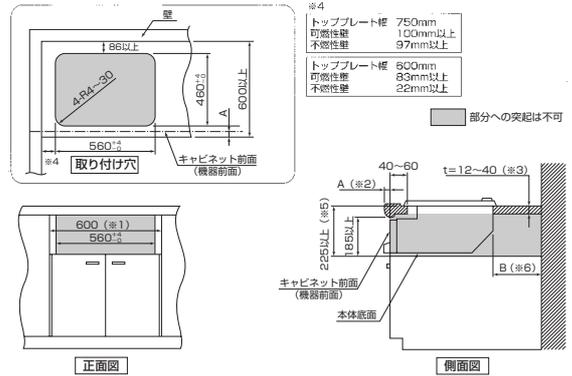 壁
86以上
4-R4～30
460+4-0
600以上
A
※4
560+4-0
キャビネット前面
(機器前面)
取り付け穴
※4
トッププレート幅 750mm
可燃性壁 100mm以上
不燃性壁 97mm以上
トッププレート幅 600mm
可燃性壁 83mm以上
不燃性壁 22mm以上
部分への突起は不可
600（※1）
560+4-0
正面図
40～60
t=12～40（※3）
A（※2）
225以上（※5）
185以上
キャビネット前面
(機器前面)
B（※6）
本体底面
側面図